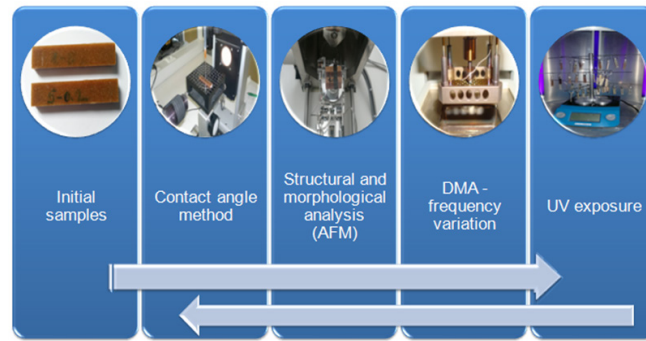 Initial
samples
Contact angle
method
Structural and
morphological
analysis
(AFM)
DMA -
frequency
variation
UV exposure